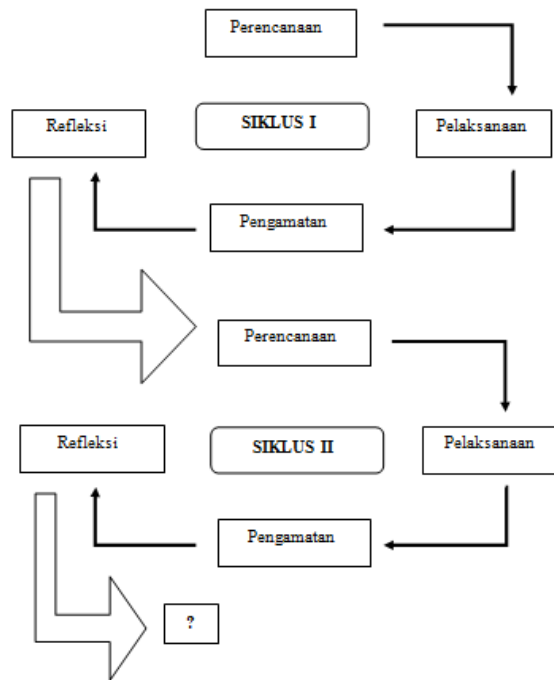 Perencanaan
Refleksi
SIKLUS I
Pelaksanaan
Pengamatan
Perencanaan
Refleksi
SIKLUS II
Pelaksanaan
Pengamatan
?